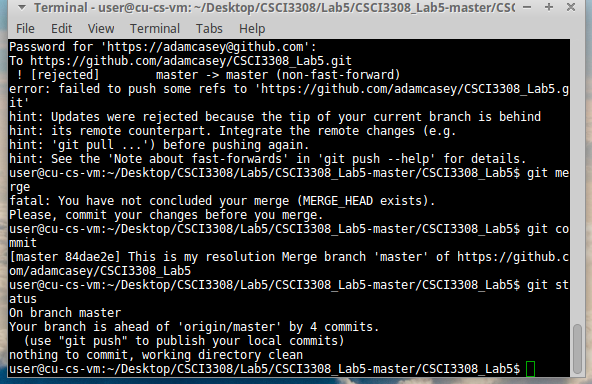 Terminal - user@cu-cs-vm: ~/Desktop/CSCI3308/Lab5/CSCI3308_Lab5-master/CSC
File Edit View Terminal Tabs Help
Password for 'https://adamcasey@github.com':
To https://github.com/adamcasey/CSCI3308_Lab5.git
 ! [rejected]        master -> master (non-fast-forward)
error: failed to push some refs to 'https://github.com/adamcasey/CSCI3308_Lab5.g
it'
hint: Updates were rejected because the tip of your current branch is behind
hint: its remote counterpart. Integrate the remote changes (e.g.
hint: 'git pull ...') before pushing again.
hint: See the 'Note about fast-forwards' in 'git push --help' for details.
user@cu-cs-vm:~/Desktop/CSCI3308/Lab5/CSCI3308_Lab5-master/CSCI3308_Lab5$ git me
rge
fatal: You have not concluded your merge (MERGE_HEAD exists).
Please, commit your changes before you merge.
user@cu-cs-vm:~/Desktop/CSCI3308/Lab5/CSCI3308_Lab5-master/CSCI3308_Lab5$ git co
mmit
[master 84dae2e] This is my resolution Merge branch 'master' of https://github.c
om/adamcasey/CSCI3308_Lab5
user@cu-cs-vm:~/Desktop/CSCI3308/Lab5/CSCI3308_Lab5-master/CSCI3308_Lab5$ git st
atus
On branch master
Your branch is ahead of 'origin/master' by 4 commits.
  (use "git push" to publish your local commits)
nothing to commit, working directory clean
user@cu-cs-vm:~/Desktop/CSCI3308/Lab5/CSCI3308_Lab5-master/CSCI3308_Lab5$